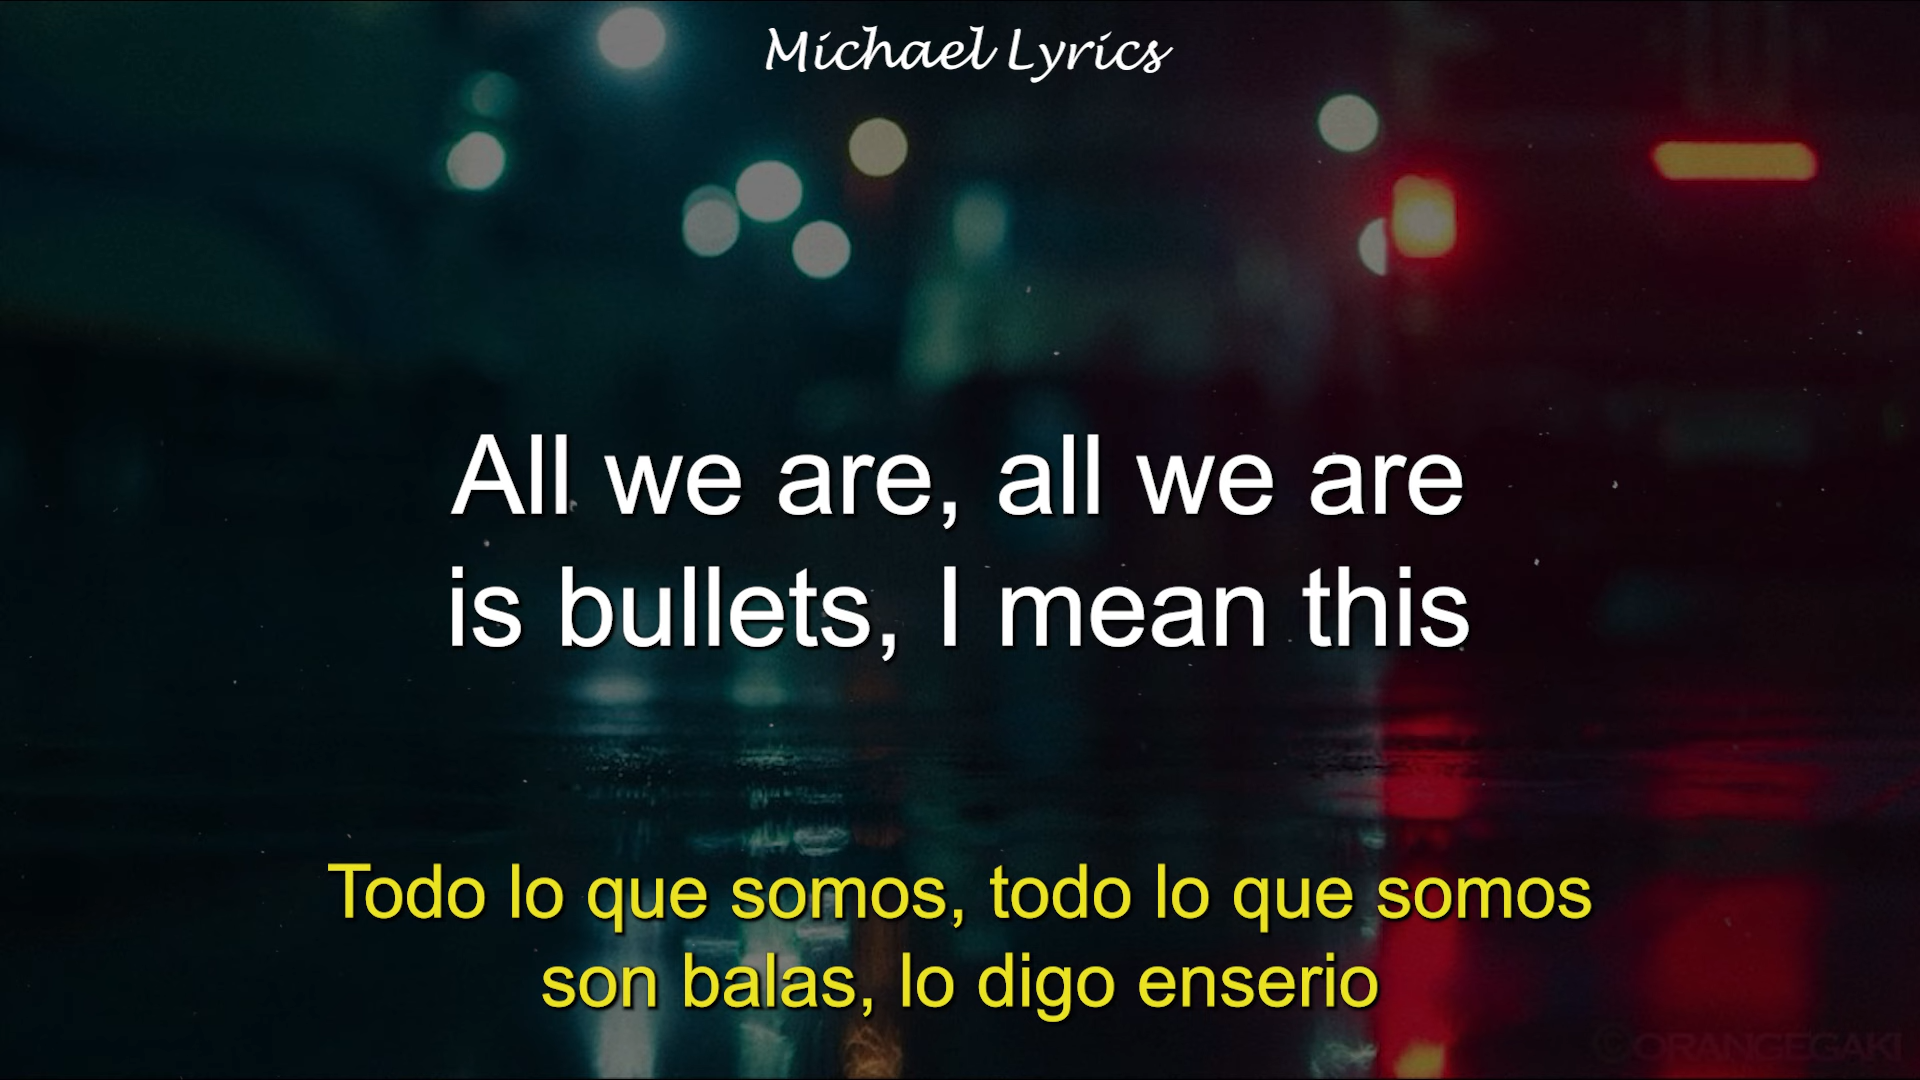 Michael Lyrics
All we are, all we are
is bullets, I mean this
Todo lo que somos, todo lo que somos
son balas, lo digo enserio
©ORANGEGAKI